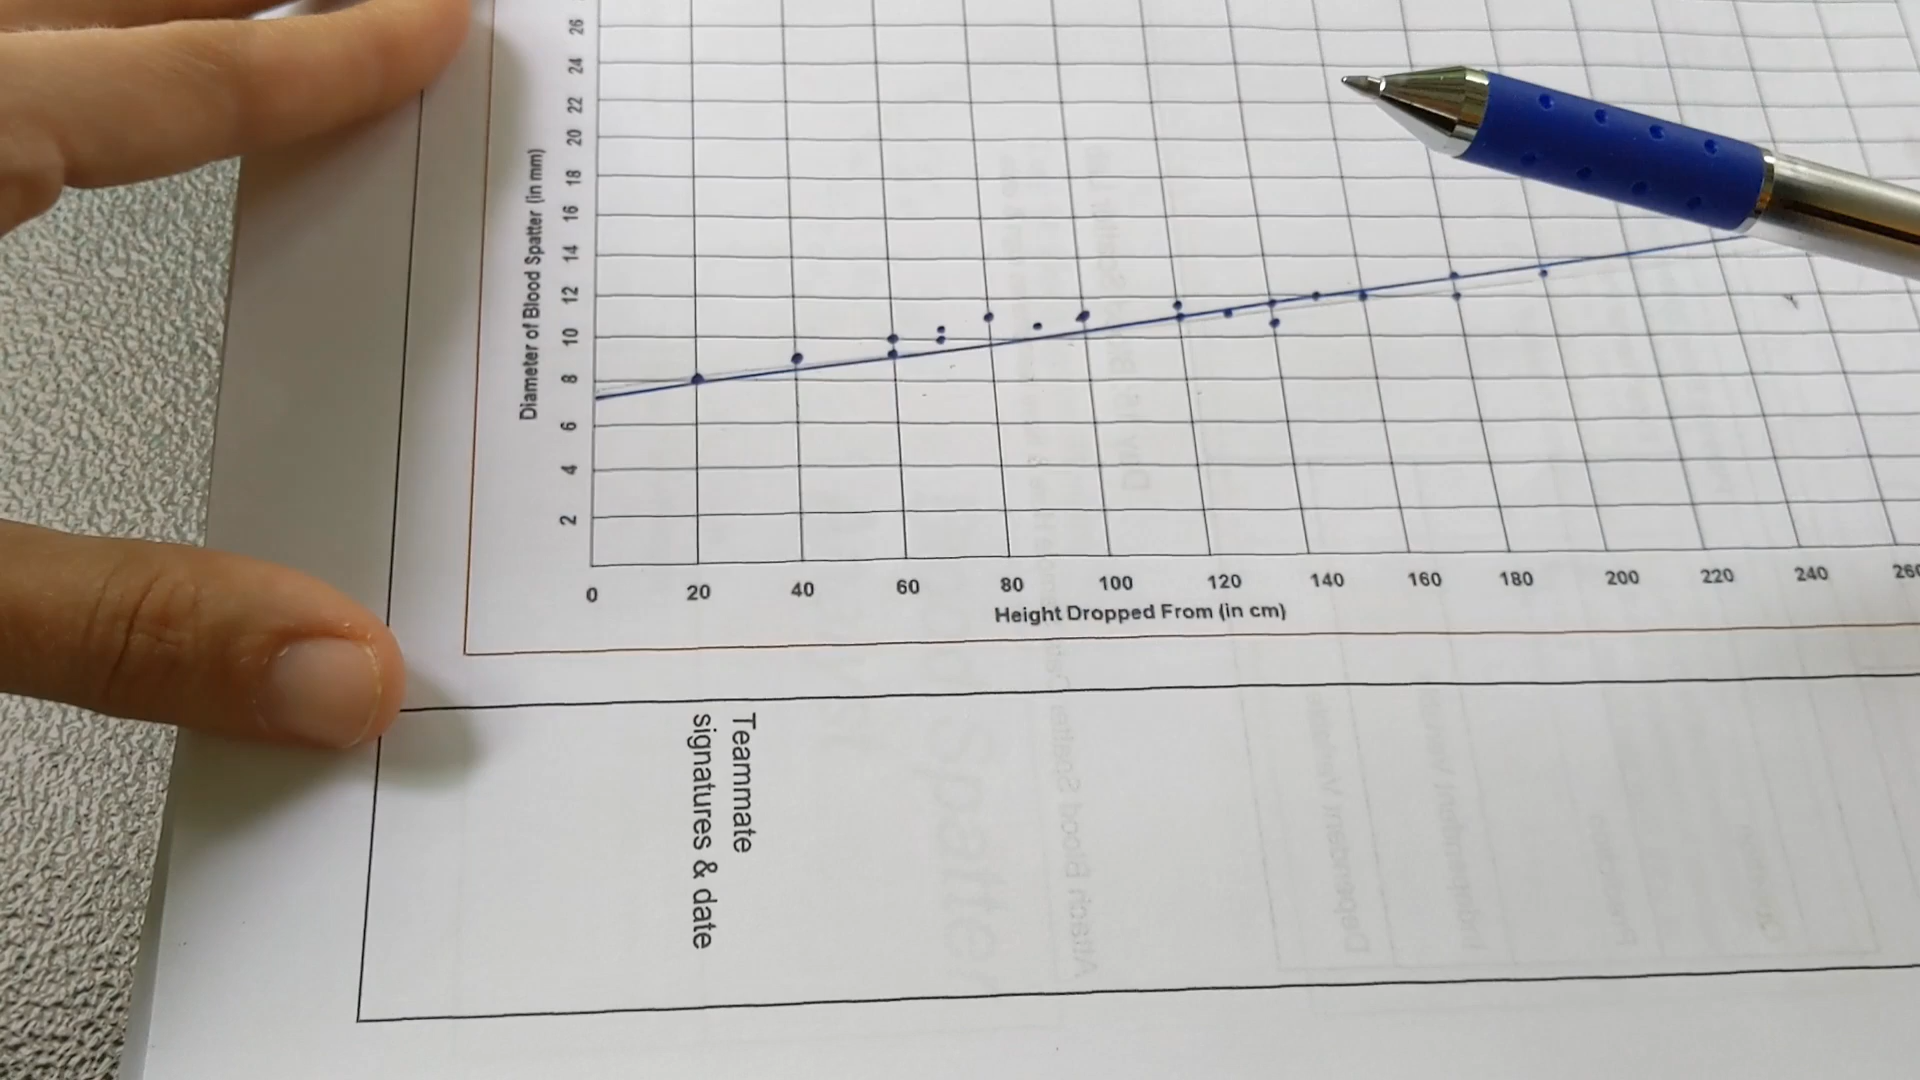 26
24
22
20
18
16
14
12
10
8
6
4
2
Diameter of Blood Spatter (in mm)
0 20 40 60 80 100 120 140 160 180 200 220 240 260
Height Dropped From (in cm)
Teammate
signatures & date